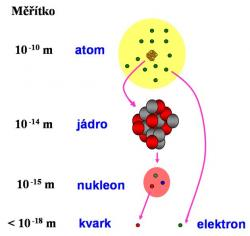 Měřítko
10⁻¹⁰ m atom
10⁻¹⁴ m jádro
10⁻¹⁵ m nukleon
< 10⁻¹⁸ m kvark elektron